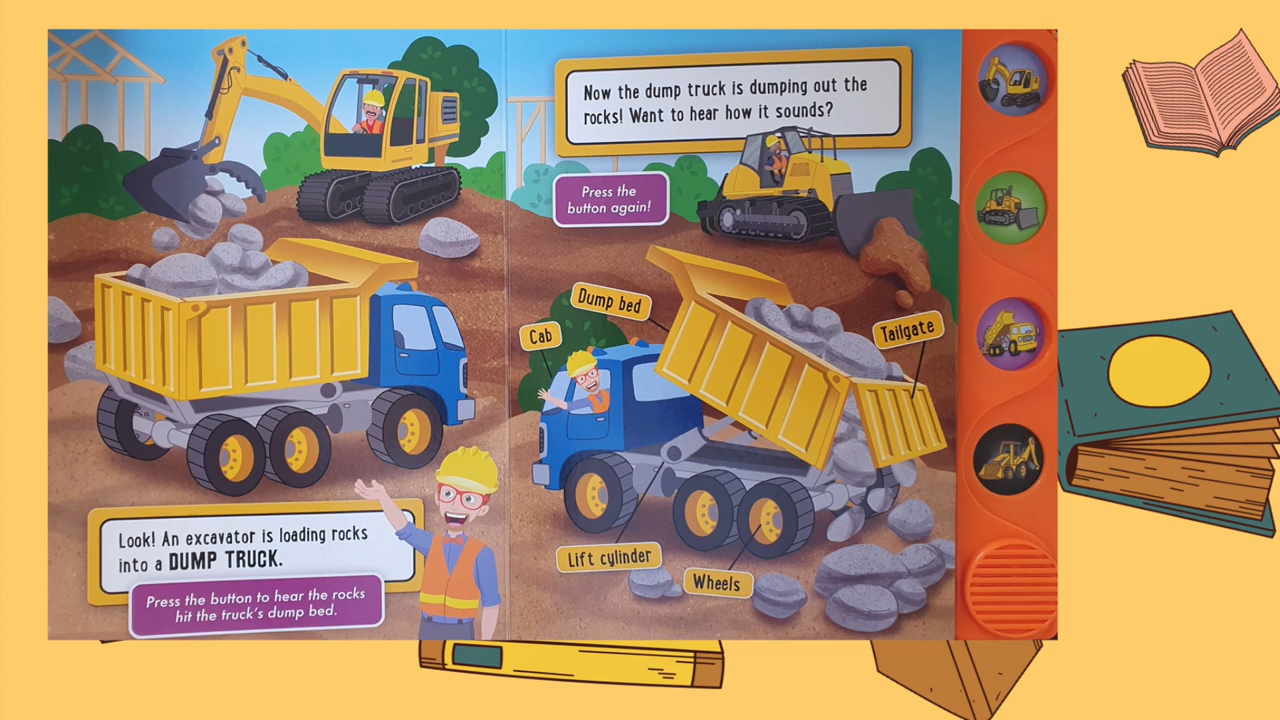 Look! An excavator is loading rocks
into a DUMP TRUCK.
Press the button to hear the rocks
hit the truck's dump bed.
Now the dump truck is dumping out the
rocks! Want to hear how it sounds?
Press the
button again!
Dump bed
Cab
Tailgate
Lift cylinder
Wheels